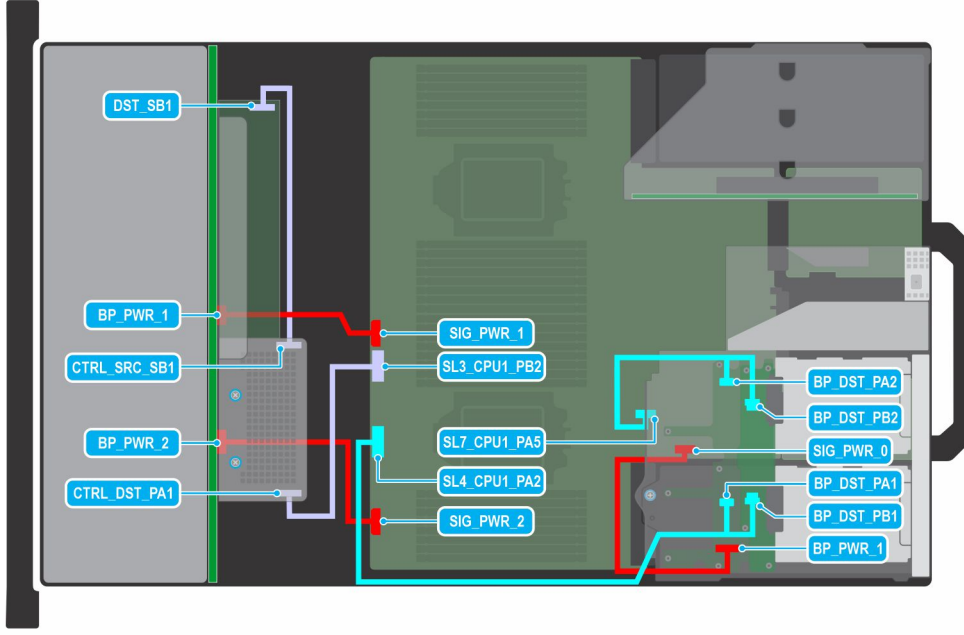 DST_SB1
BP_PWR_1
CTRL_SRC_SB1
BP_PWR_2
CTRL_DST_PA1
SIG_PWR_1
SL3_CPU1_PB2
SL7_CPU1_PA5
SL4_CPU1_PA2
SIG_PWR_2
BP_DST_PA2
BP_DST_PB2
SIG_PWR_0
BP_DST_PA1
BP_DST_PB1
BP_PWR_1